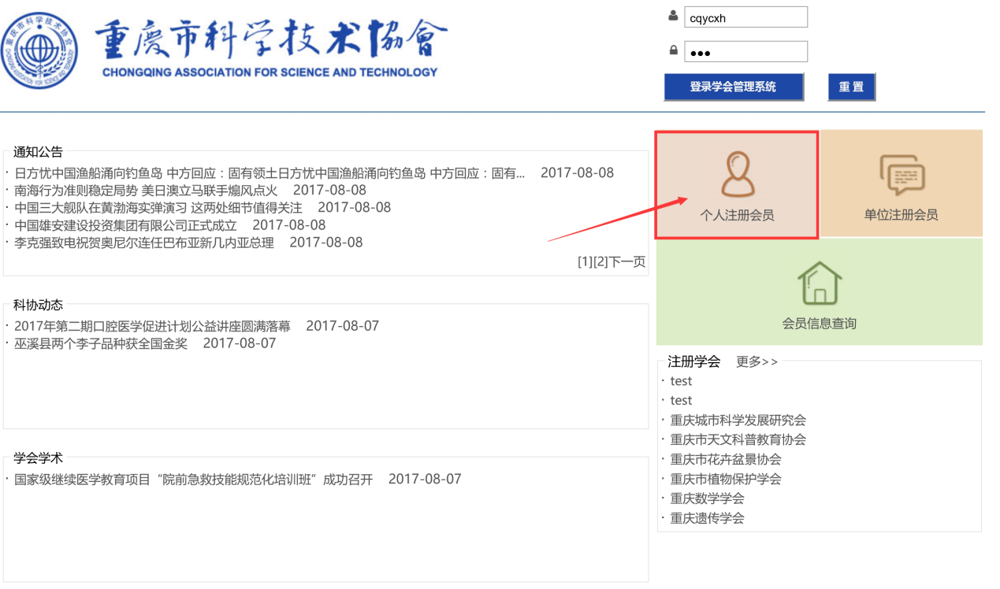 重庆市科学技术协会
CHONGQING ASSOCIATION FOR SCIENCE AND TECHNOLOGY
重庆市科学技术協會
CHONGQING ASSOCIATION FOR SCIENCE AND TECHNOLOGY
cqycxh
●●●
登录学会管理系统
重 置
通知公告
· 日方忧中国渔船涌向钓鱼岛 中方回应：固有领土日方忧中国渔船涌向钓鱼岛 中方回应：固有... 2017-08-08
· 南海行为准则稳定局势 美日澳立马联手煽风点火 2017-08-08
· 中国三大舰队在黄渤海实弹演习 这两处细节值得关注 2017-08-08
· 中国雄安建设投资集团有限公司正式成立 2017-08-08
· 李克强致电祝贺奥尼尔连任巴布亚新几内亚总理 2017-08-08
[1][2]下一页
科协动态
· 2017年第二期口腔医学促进计划公益讲座圆满落幕 2017-08-07
· 巫溪县两个李子品种获全国金奖 2017-08-07
学会学术
· 国家级继续医学教育项目“院前急救技能规范化培训班”成功召开 2017-08-07
个人注册会员
单位注册会员
会员信息查询
注册学会 更多>>
· test
· test
· 重庆城市科学发展研究会
· 重庆市天文科普教育协会
· 重庆市花卉盆景协会
· 重庆市植物保护学会
· 重庆数学学会
· 重庆遗传学会